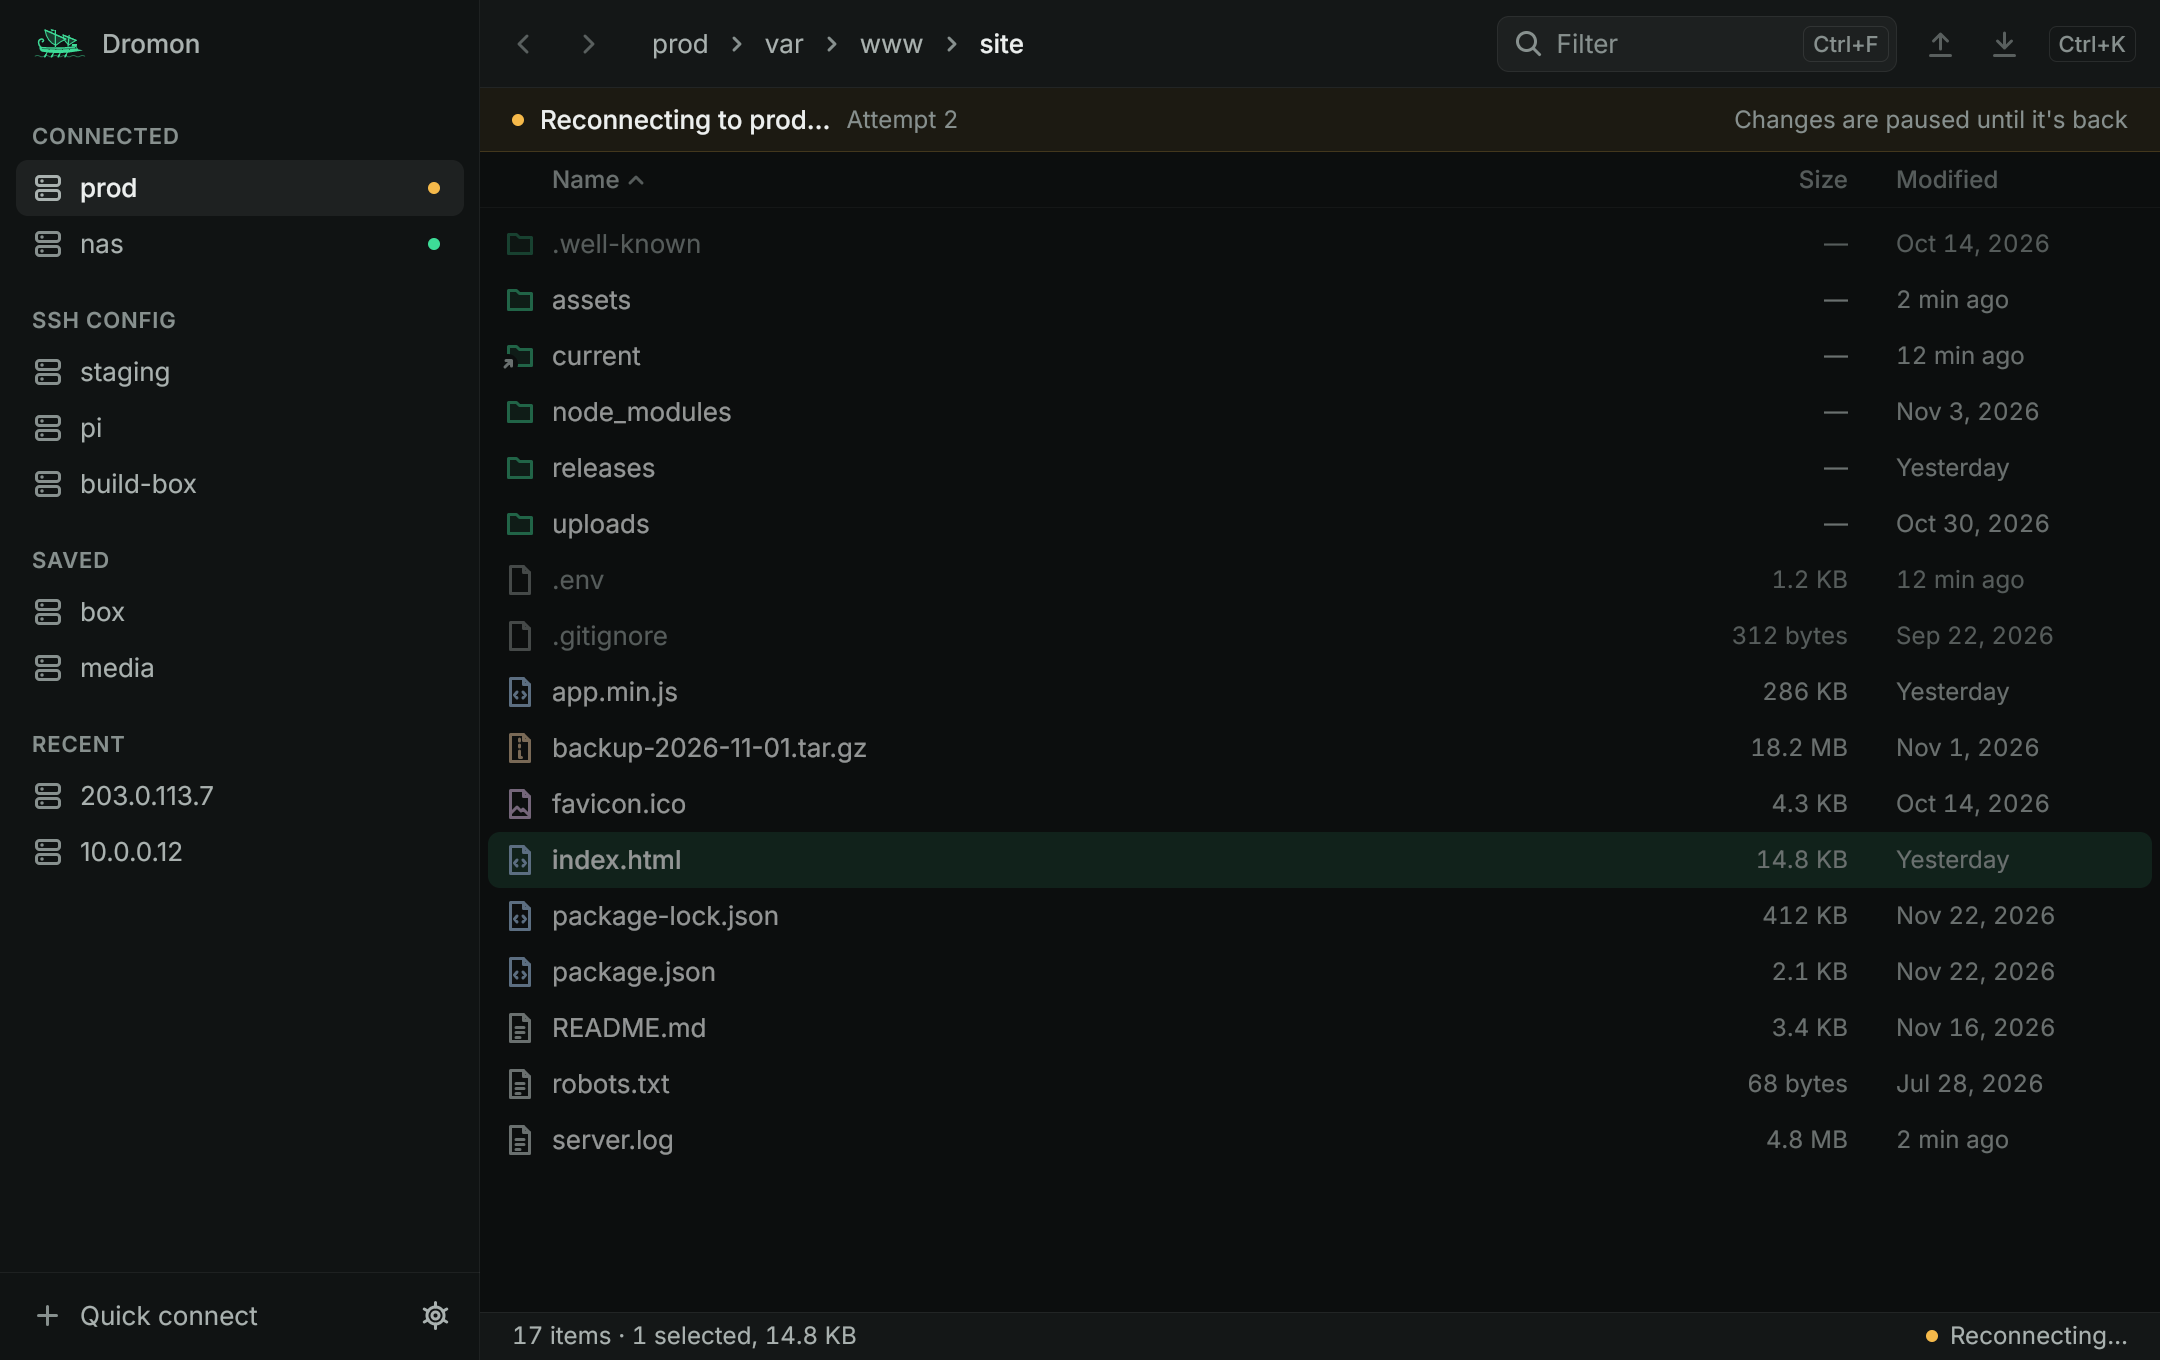 Dromon
prod > var > www > site
Filter Ctrl+F
Ctrl+K
CONNECTED
prod
nas
SSH CONFIG
staging
pi
build-box
SAVED
box
media
RECENT
203.0.113.7
10.0.0.12
Quick connect
Reconnecting to prod... Attempt 2 Changes are paused until it's back
Name Size Modified
.well-known — Oct 14, 2026
assets — 2 min ago
current — 12 min ago
node_modules — Nov 3, 2026
releases — Yesterday
uploads — Oct 30, 2026
.env 1.2 KB 12 min ago
.gitignore 312 bytes Sep 22, 2026
app.min.js 286 KB Yesterday
backup-2026-11-01.tar.gz 18.2 MB Nov 1, 2026
favicon.ico 4.3 KB Oct 14, 2026
index.html 14.8 KB Yesterday
package-lock.json 412 KB Nov 22, 2026
package.json 2.1 KB Nov 22, 2026
README.md 3.4 KB Nov 16, 2026
robots.txt 68 bytes Jul 28, 2026
server.log 4.8 MB 2 min ago
17 items · 1 selected, 14.8 KB Reconnecting...